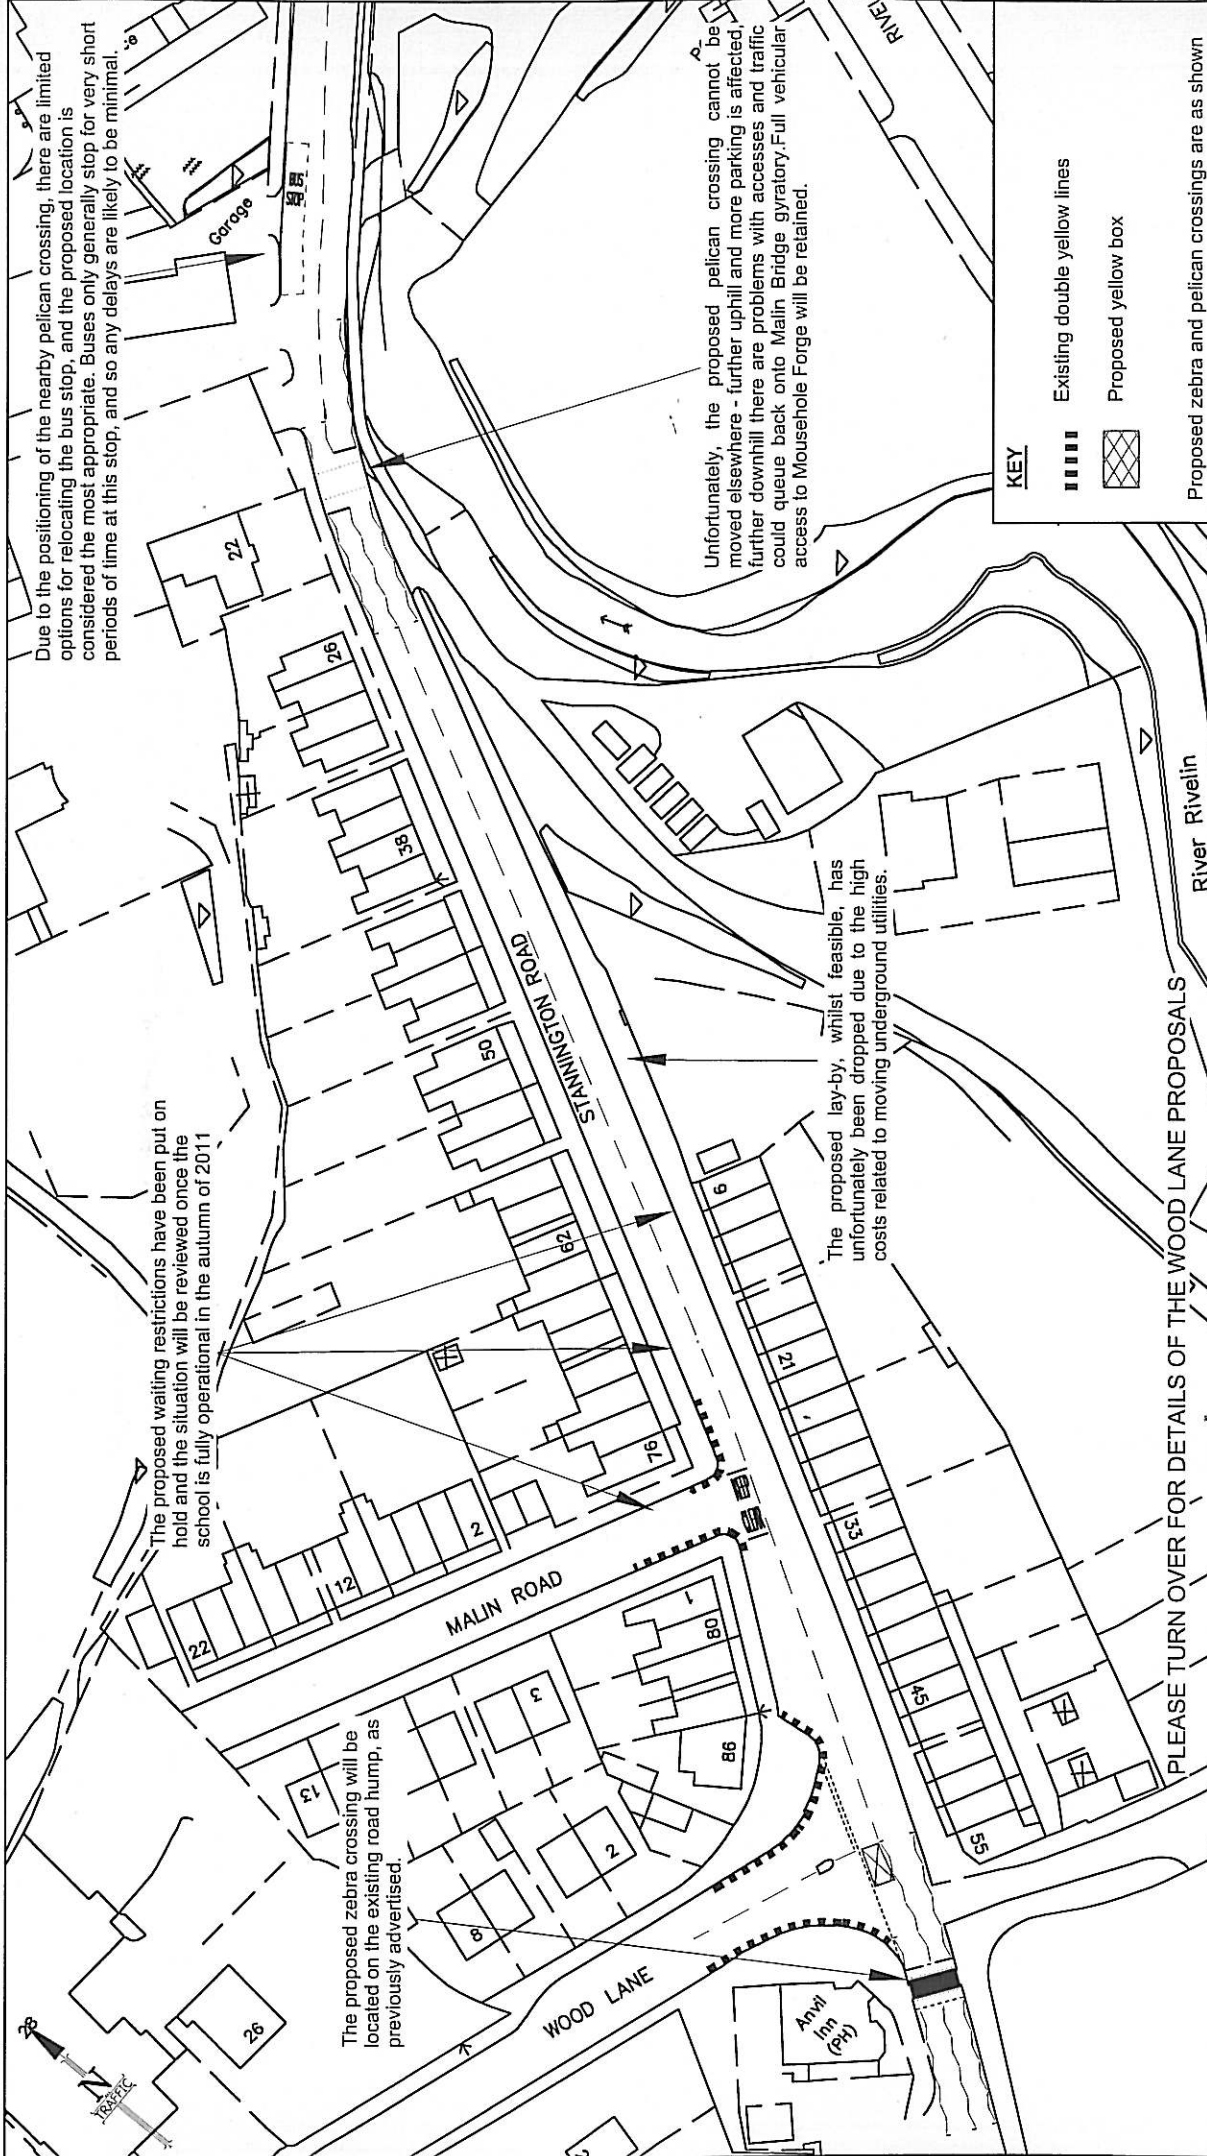 Due to the positioning of the nearby pelican crossing, there are limited
options for relocating the bus stop, and the proposed location is
considered the most appropriate. Buses only generally stop for very short
periods of time at this stop, and so any delays are likely to be minimal.
The proposed waiting restrictions have been put on
hold and the situation will be reviewed once the
school is fully operational in the autumn of 2011
The proposed zebra crossing will be
located on the existing road hump, as
previously advertised.
Unfortunately, the proposed pelican crossing cannot be
moved elsewhere - further uphill and more parking is affected,
further downhill there are problems with accesses and traffic
could queue back onto Malin Bridge gyratory.Full vehicular
access to Mousehole Forge will be retained.
The proposed lay-by, whilst feasible, has
unfortunately been dropped due to the high
costs related to moving underground utilities.
28
N
TRAFFIC
26
WOOD LANE
Anvil
Inn
(PH)
8
2
13
3
86
80
1
MALIN ROAD
22
12
2
76
62
50
38
26
22
STANNINGTON ROAD
Garage
BUS
STOP
6
21
33
45
55
River Rivelin
KEY
Existing double yellow lines
Proposed yellow box
Proposed zebra and pelican crossings are as shown
PLEASE TURN OVER FOR DETAILS OF THE WOOD LANE PROPOSALS